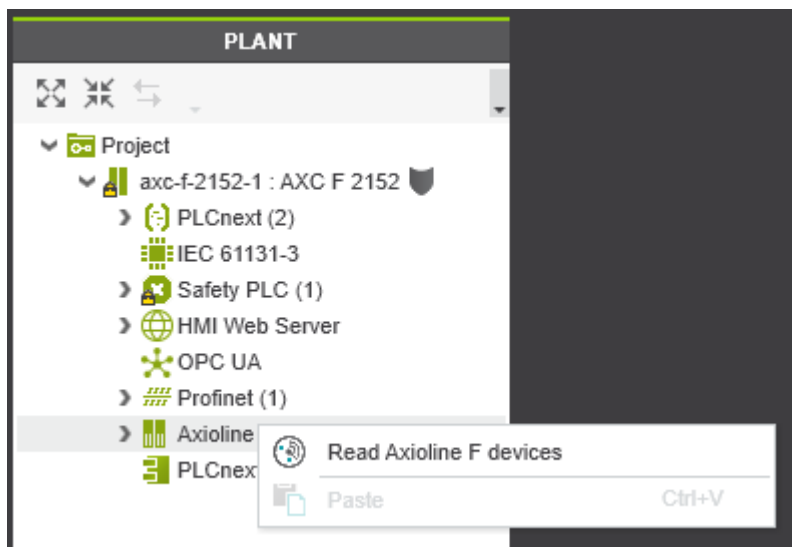 PLANT
Project
axc-f-2152-1 : AXC F 2152
PLCnext (2)
IEC 61131-3
Safety PLC (1)
HMI Web Server
OPC UA
Profinet (1)
Axioline
Read Axioline F devices
PLCnex
Paste Ctrl+V